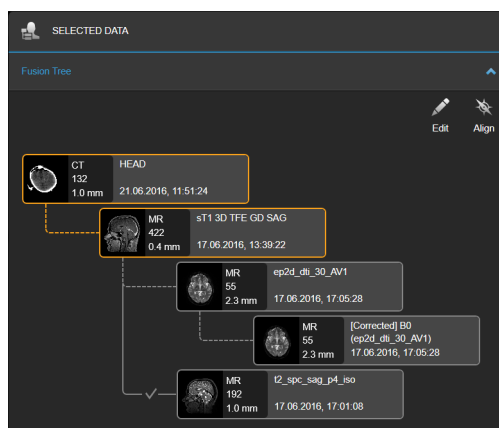 SELECTED DATA
Fusion Tree
Edit
Align
CT
132
1.0 mm
HEAD
21.06.2016, 11:51:24
MR
422
0.4 mm
sT1 3D TFE GD SAG
17.06.2016, 13:39:22
MR
55
2.3 mm
ep2d_dti_30_AV1
17.06.2016, 17:05:28
MR
55
2.3 mm
[Corrected] B0
(ep2d_dti_30_AV1)
17.06.2016, 17:05:28
MR
192
1.0 mm
t2_spc_sag_p4_iso
17.06.2016, 17:01:08